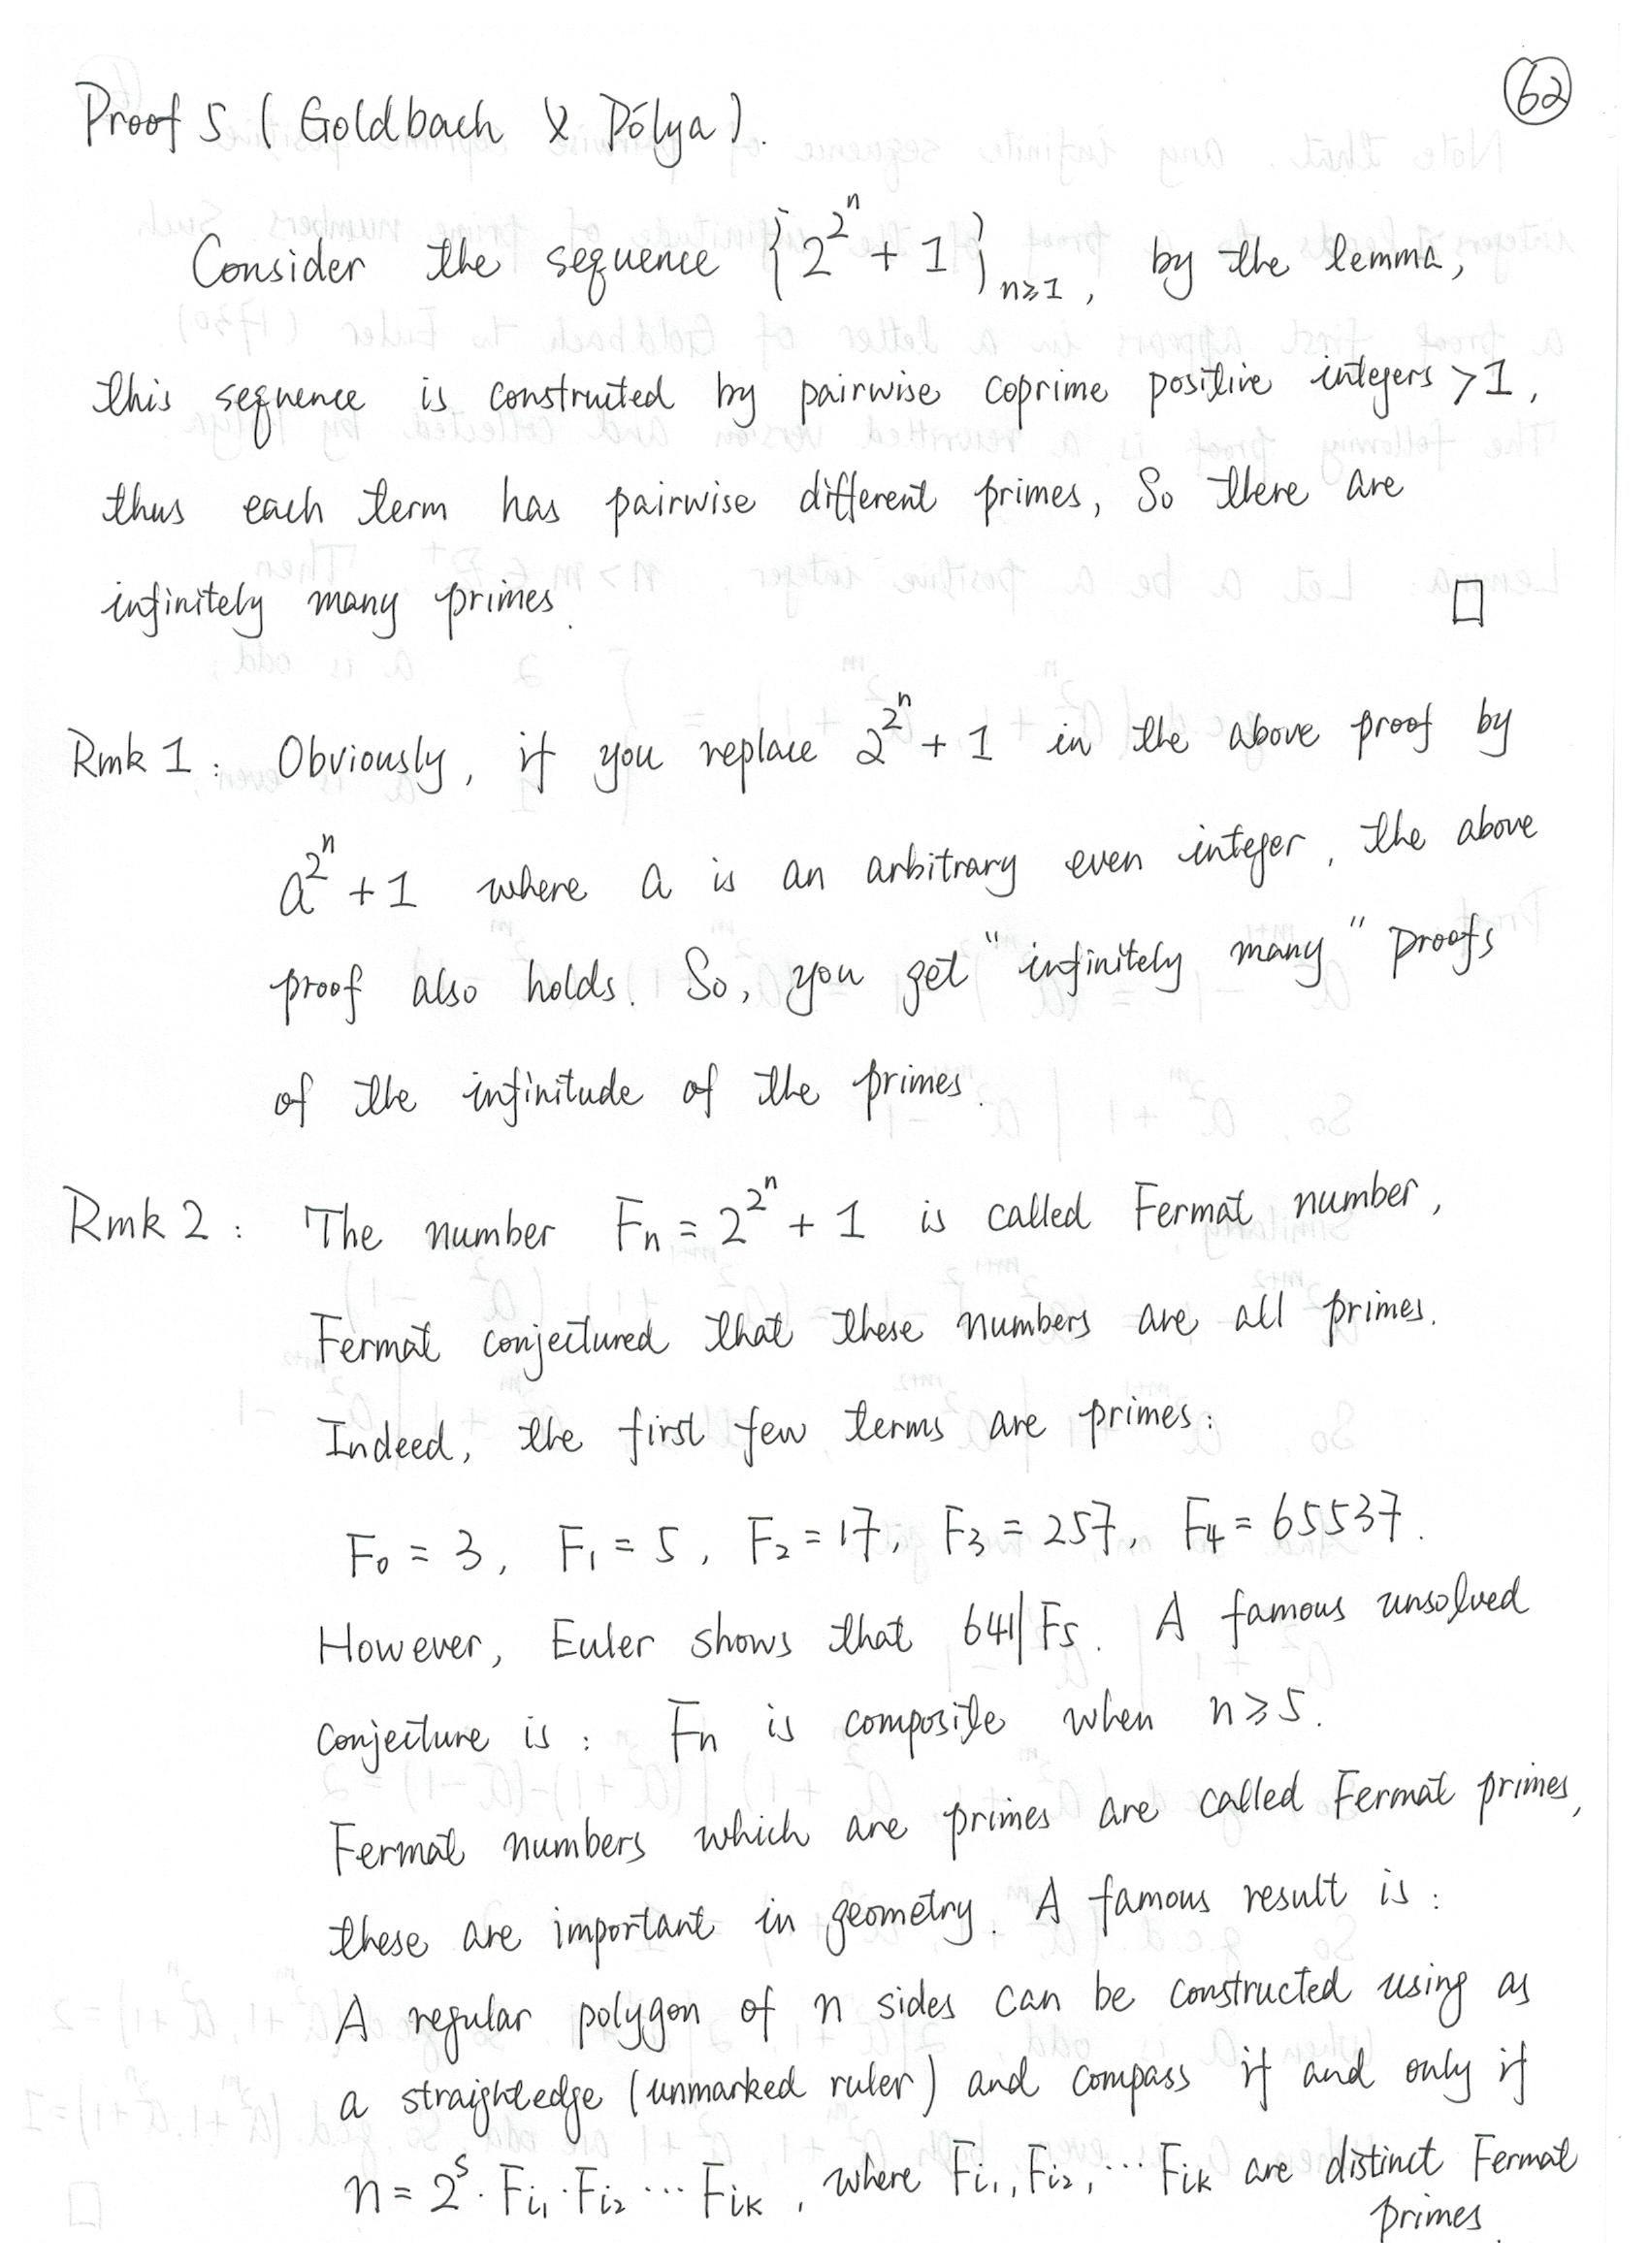 62
Proof 5 (Goldbach & Pólya).
Consider the sequence {2^{2^n} + 1}_{n⩾1}, by the lemma,
this sequence is constructed by pairwise coprime positive integers >1,
thus each term has pairwise different primes, So there are
infinitely many primes. □
Rmk 1: Obviously, if you replace 2^{2^n} + 1 in the above proof by
a^{2^n} + 1 where a is an arbitrary even integer, the above
proof also holds. So, you get "infinitely many" proofs
of the infinitude of the primes.
Rmk 2: The number F_n = 2^{2^n} + 1 is called Fermat number,
Fermat conjectured that these numbers are all primes.
Indeed, the first few terms are primes:
F_0 = 3, F_1 = 5, F_2 = 17, F_3 = 257, F_4 = 65537.
However, Euler shows that 641|F_5. A famous unsolved
conjecture is: F_n is composite when n⩾5.
Fermat numbers which are primes are called Fermat primes,
these are important in geometry. A famous result is:
A regular polygon of n sides can be constructed using as
a straightedge (unmarked ruler) and compass if and only if
n = 2^s · F_{i_1} · F_{i_2} ··· F_{i_k}, where F_{i_1}, F_{i_2}, ··· F_{i_k} are distinct Fermat
primes.